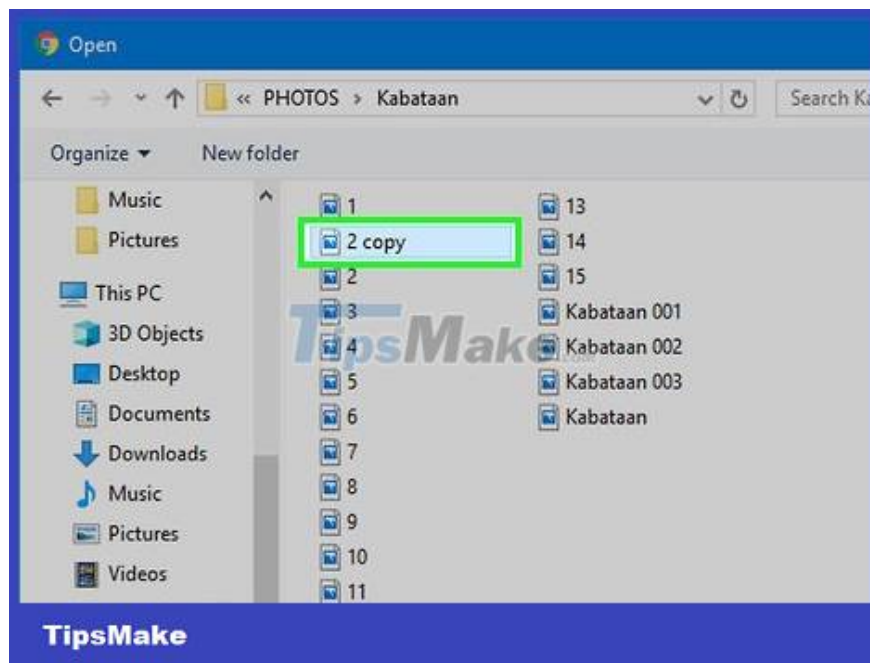 Open
« PHOTOS > Kabataan
Search Ka
Organize
New folder
Music
Pictures
This PC
3D Objects
Desktop
Documents
Downloads
Music
Pictures
Videos
1
2 copy
2
3
4
5
6
7
8
9
10
11
13
14
15
Kabataan 001
Kabataan 002
Kabataan 003
Kabataan
TipsMake.com
TipsMake